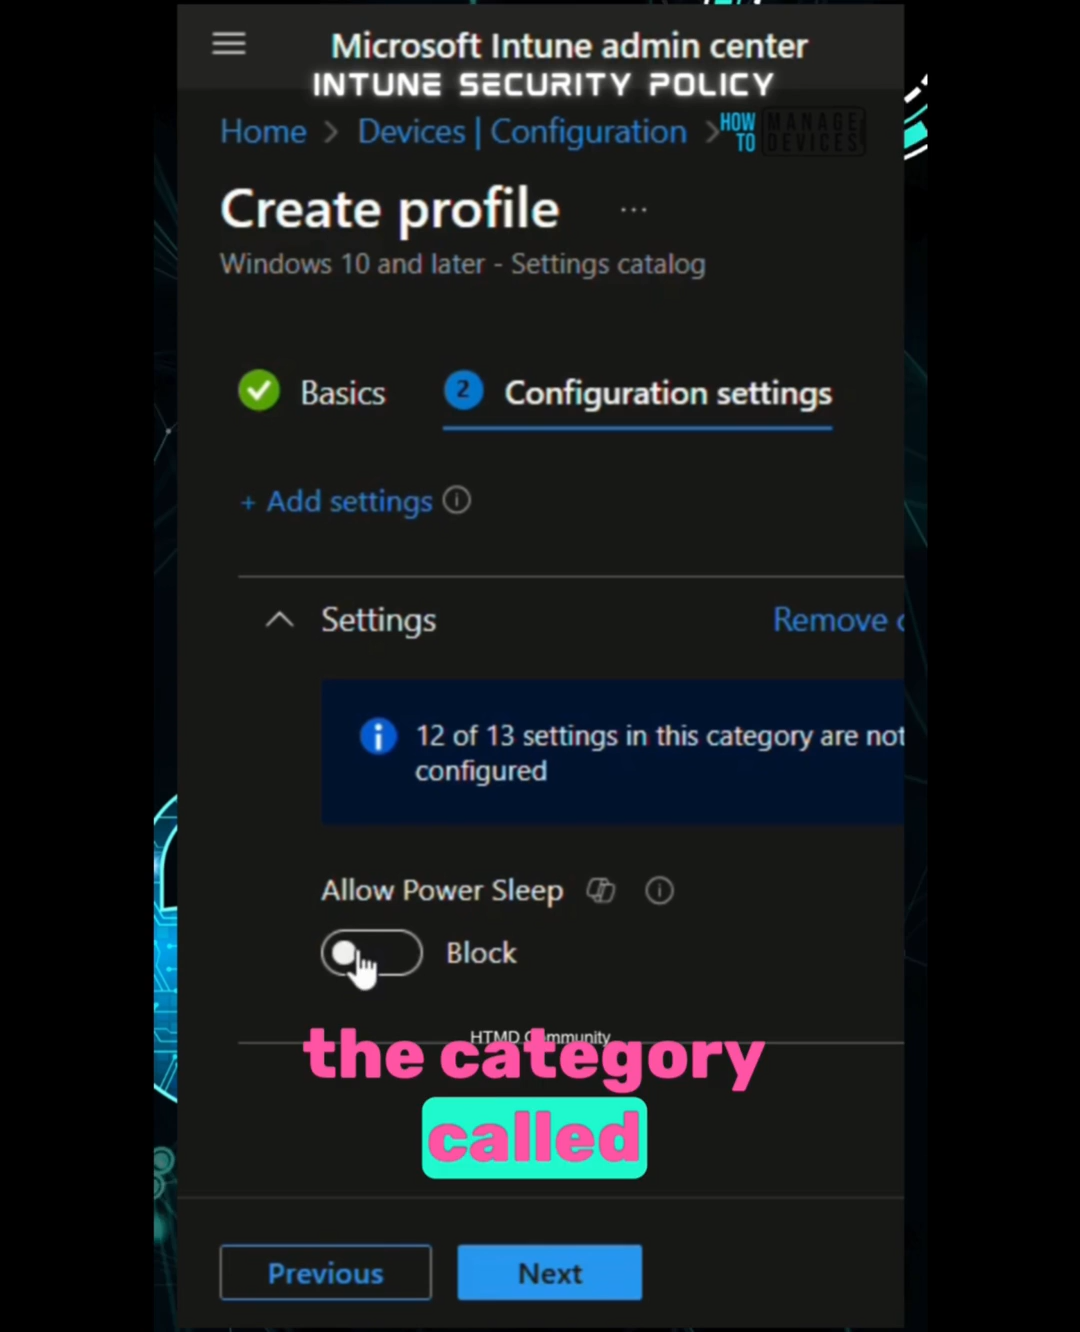 Microsoft Intune admin center
INTUNE SECURITY POLICY
Home > Devices | Configuration >
HOW TO MANAGE DEVICES
Create profile ...
Windows 10 and later - Settings catalog
Basics 2 Configuration settings
+ Add settings
Settings Remove c
12 of 13 settings in this category are not
configured
Allow Power Sleep
Block
HTMD Community
the category
called
Previous Next